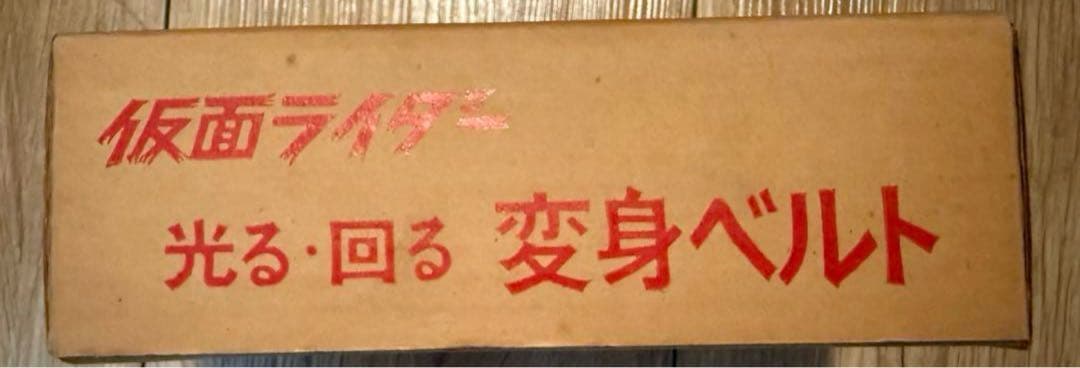 仮面ライダー
光る・回る 変身ベルト